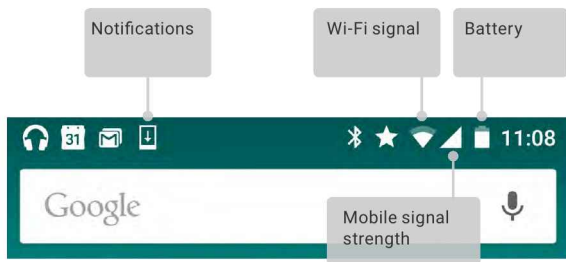 Notifications
Wi-Fi signal
Battery
31
11:08
Google
Mobile signal
strength